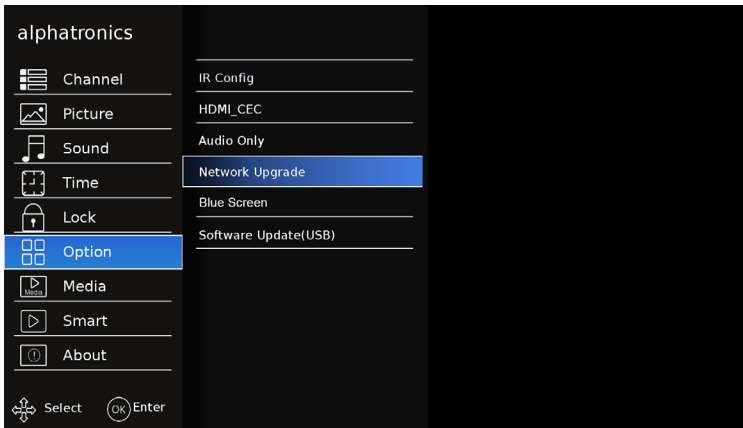 alphatronics
Channel
Picture
Sound
Time
Lock
Option
Media
Media
Smart
About
Select
OK Enter
IR Config
HDMI_CEC
Audio Only
Network Upgrade
Blue Screen
Software Update(USB)